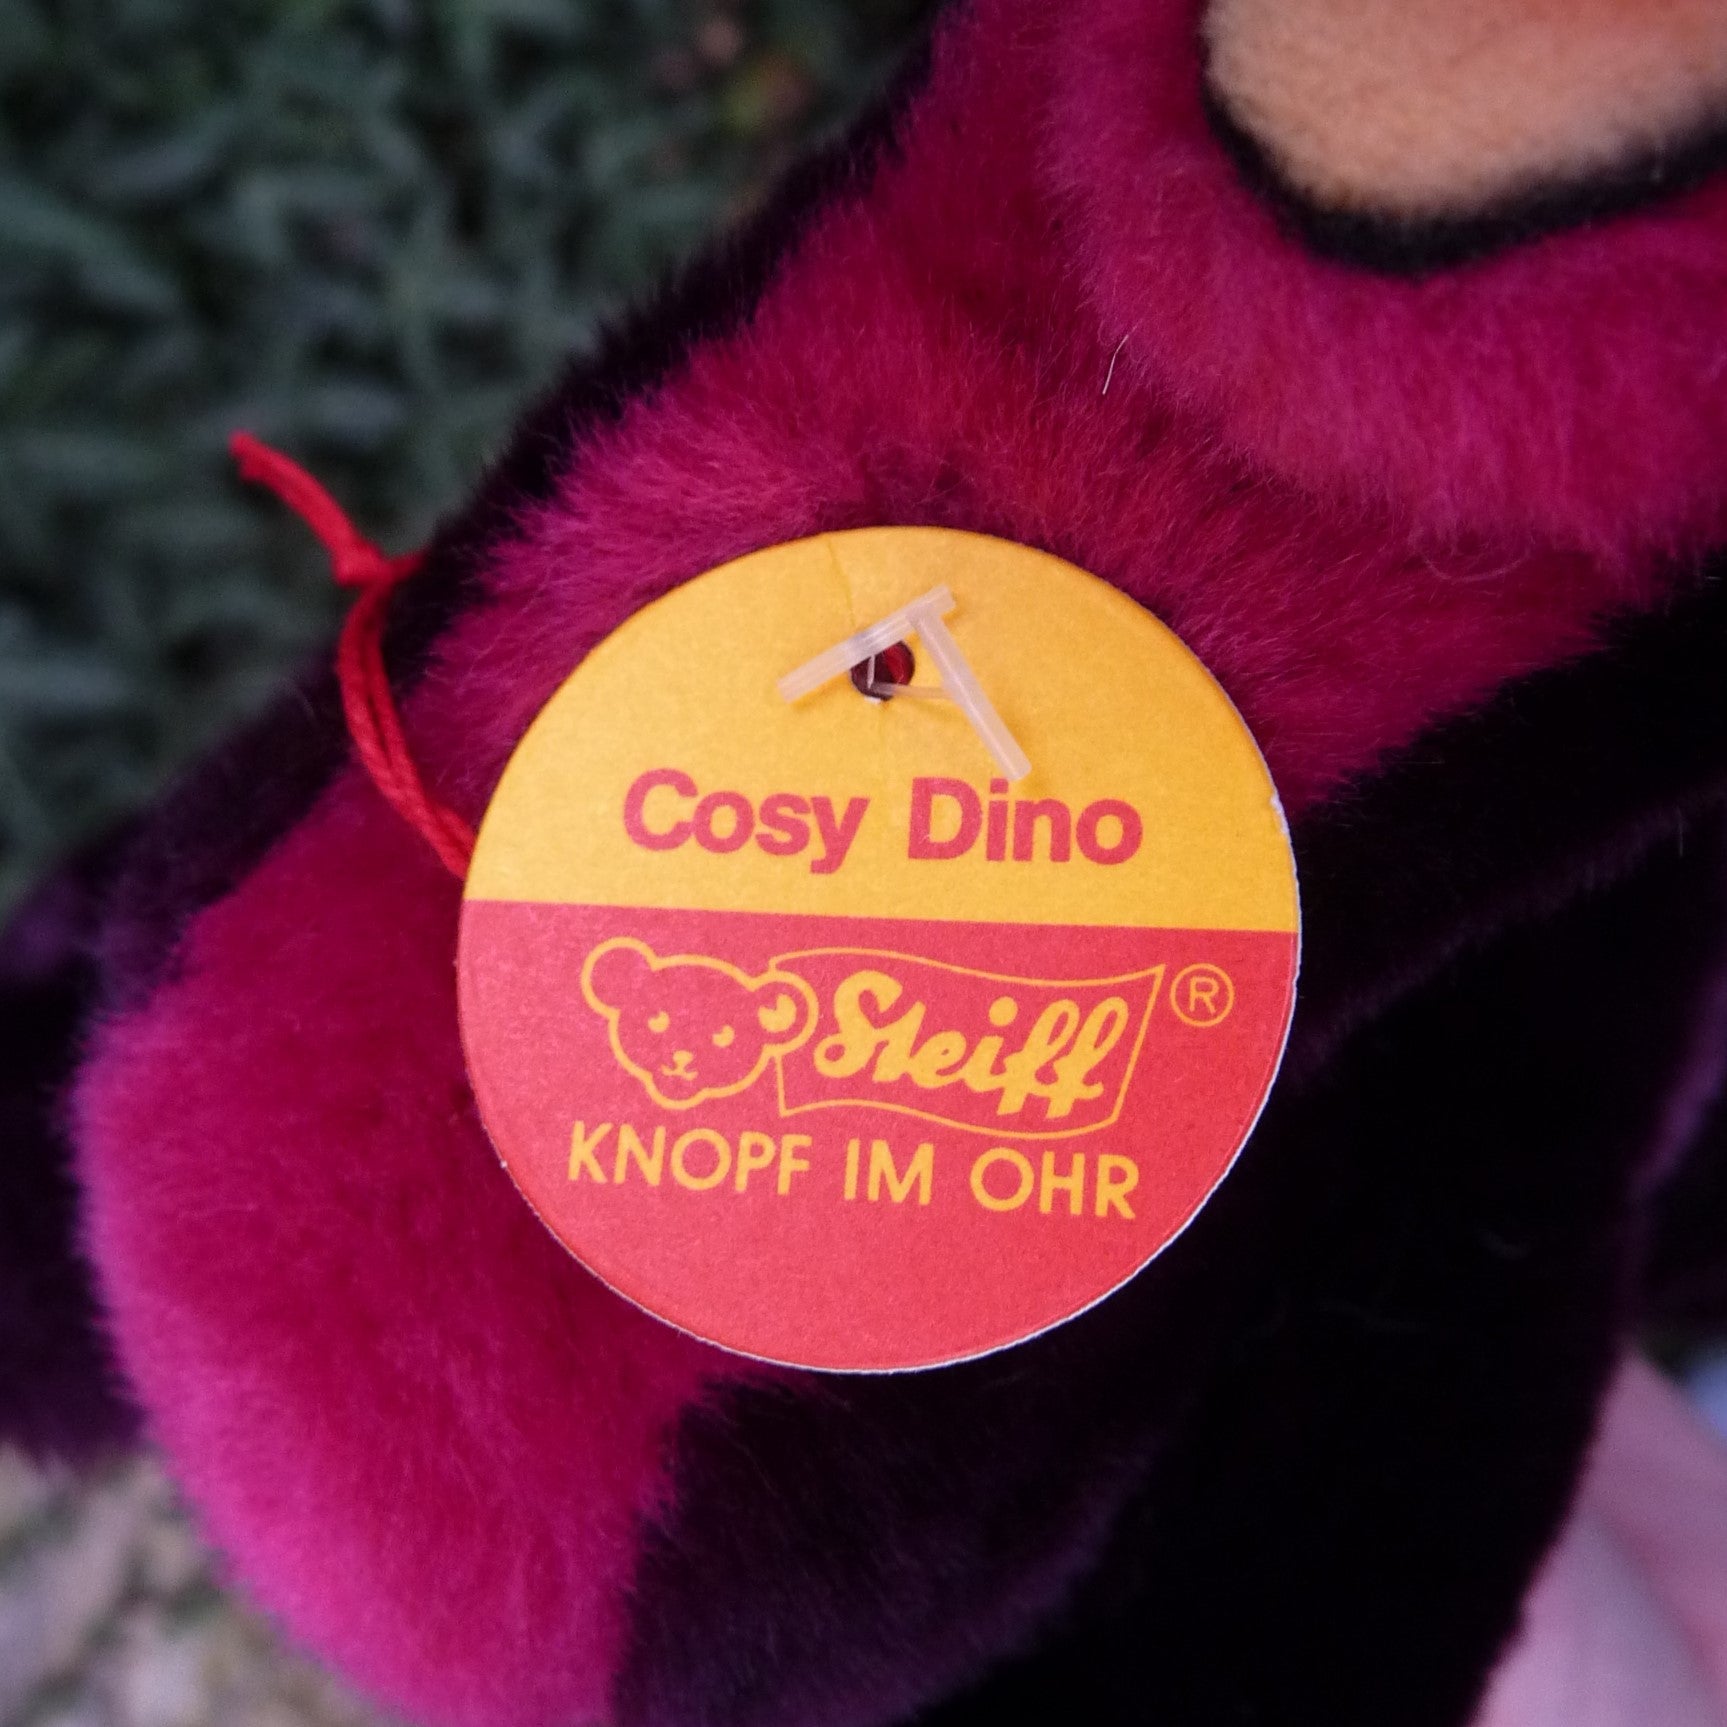 Cosy Dino
Steiff ®
KNOPF IM OHR